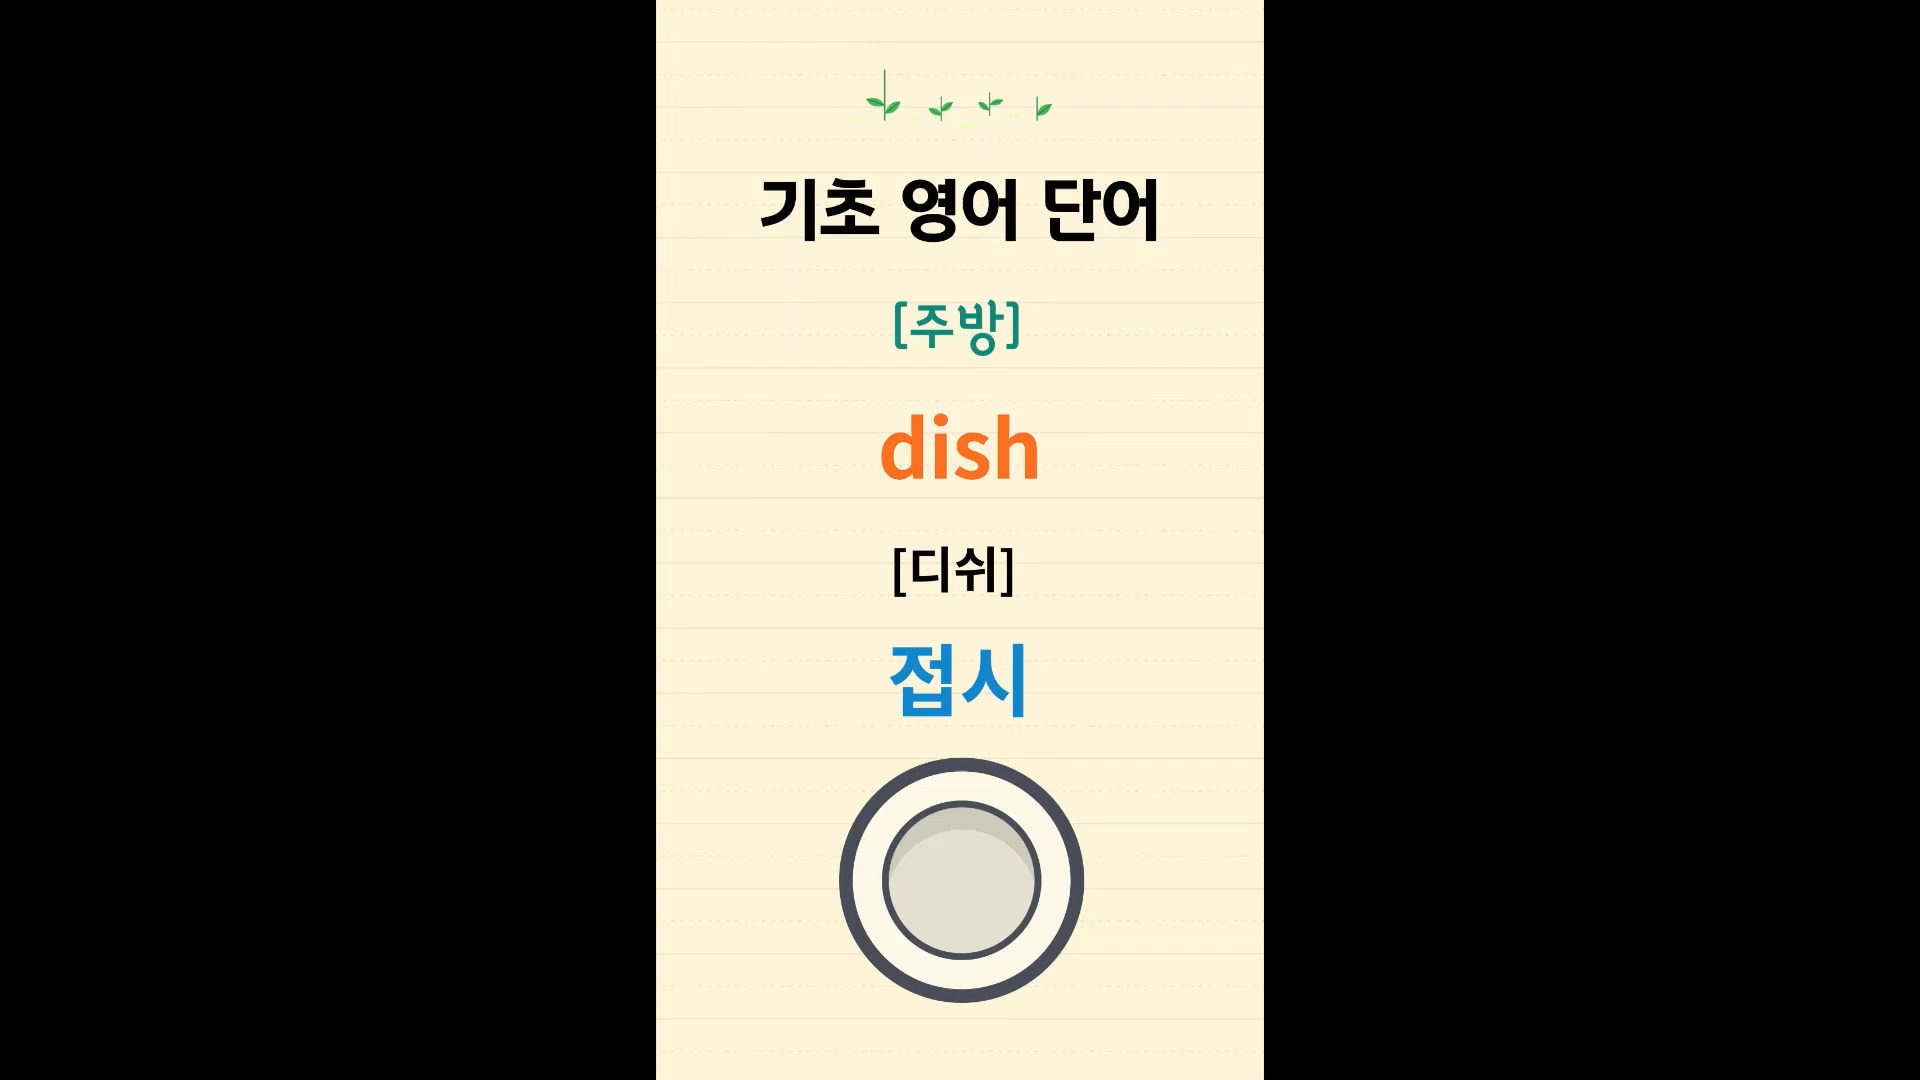 기초 영어 단어
[주방]
dish
[디쉬]
접시